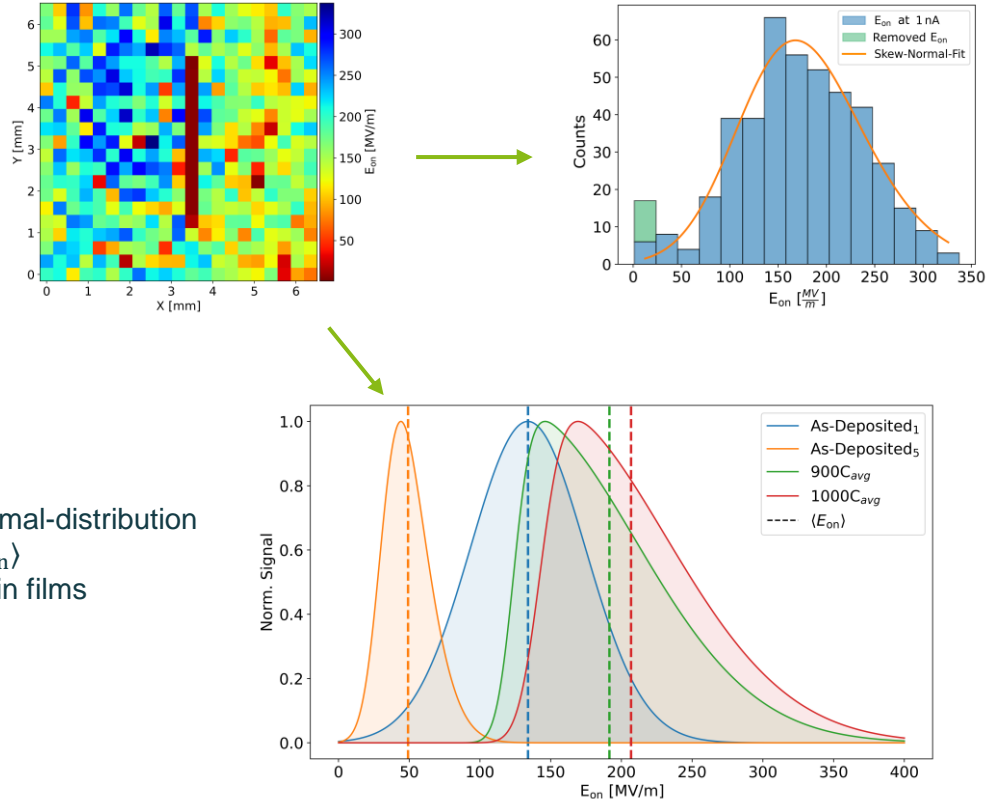 6
5
4
3
2
1
0
Y [mm]
0 1 2 3 4 5 6
X [mm]
300
250
200
150
100
50
E_on [MV/m]
60
50
40
30
20
10
0
Counts
0 50 100 150 200 250 300 350
E_on [MV/m]
E_on at 1 nA
Removed E_on
Skew-Normal-Fit
mal-distribution
n⟩
in films
1.0
0.8
0.6
0.4
0.2
0.0
Norm. Signal
0 50 100 150 200 250 300 350 400
E_on [MV/m]
As-Deposited₁
As-Deposited₅
900C_avg
1000C_avg
⟨E_on⟩